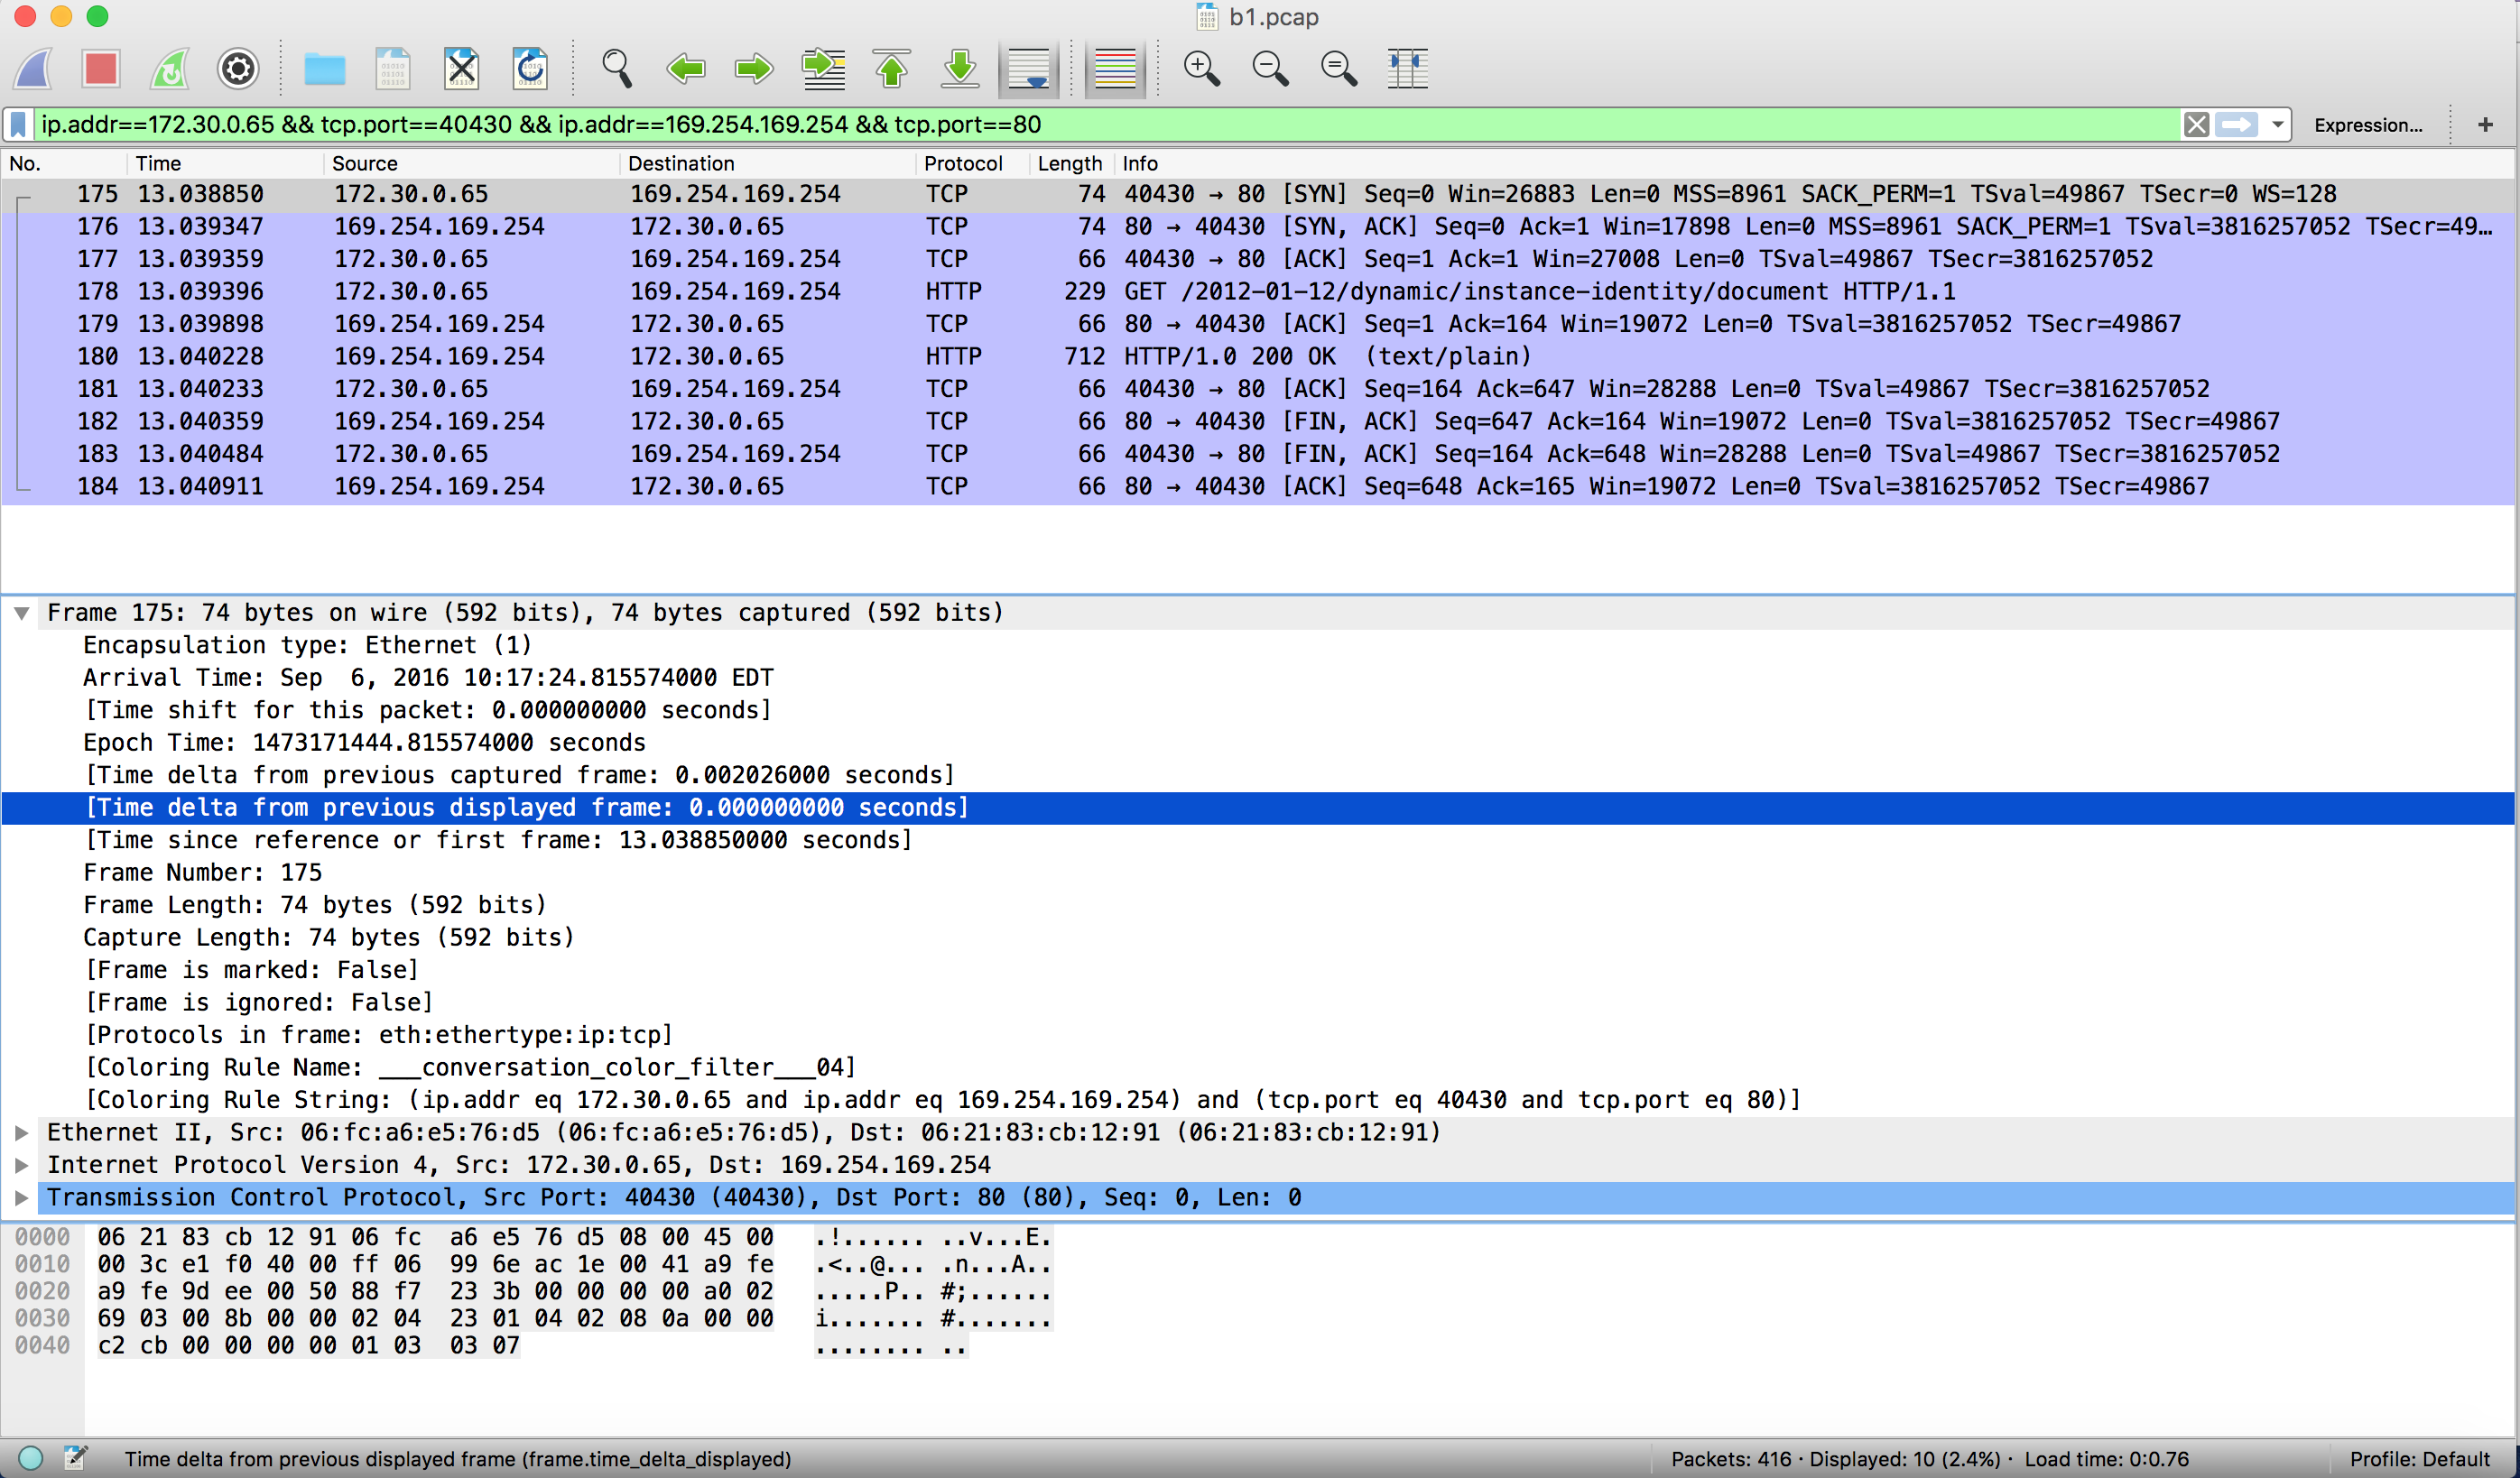 b1.pcap
ip.addr==172.30.0.65 && tcp.port==40430 && ip.addr==169.254.169.254 && tcp.port==80 Expression… +
No. Time Source Destination Protocol Length Info
175 13.038850 172.30.0.65 169.254.169.254 TCP 74 40430 → 80 [SYN] Seq=0 Win=26883 Len=0 MSS=8961 SACK_PERM=1 TSval=49867 TSecr=0 WS=128
176 13.039347 169.254.169.254 172.30.0.65 TCP 74 80 → 40430 [SYN, ACK] Seq=0 Ack=1 Win=17898 Len=0 MSS=8961 SACK_PERM=1 TSval=3816257052 TSecr=49…
177 13.039359 172.30.0.65 169.254.169.254 TCP 66 40430 → 80 [ACK] Seq=1 Ack=1 Win=27008 Len=0 TSval=49867 TSecr=3816257052
178 13.039396 172.30.0.65 169.254.169.254 HTTP 229 GET /2012-01-12/dynamic/instance-identity/document HTTP/1.1
179 13.039898 169.254.169.254 172.30.0.65 TCP 66 80 → 40430 [ACK] Seq=1 Ack=164 Win=19072 Len=0 TSval=3816257052 TSecr=49867
180 13.040228 169.254.169.254 172.30.0.65 HTTP 712 HTTP/1.0 200 OK (text/plain)
181 13.040233 172.30.0.65 169.254.169.254 TCP 66 40430 → 80 [ACK] Seq=164 Ack=647 Win=28288 Len=0 TSval=49867 TSecr=3816257052
182 13.040359 169.254.169.254 172.30.0.65 TCP 66 80 → 40430 [FIN, ACK] Seq=647 Ack=164 Win=19072 Len=0 TSval=3816257052 TSecr=49867
183 13.040484 172.30.0.65 169.254.169.254 TCP 66 40430 → 80 [FIN, ACK] Seq=164 Ack=648 Win=28288 Len=0 TSval=49867 TSecr=3816257052
184 13.040911 169.254.169.254 172.30.0.65 TCP 66 80 → 40430 [ACK] Seq=648 Ack=165 Win=19072 Len=0 TSval=3816257052 TSecr=49867
Frame 175: 74 bytes on wire (592 bits), 74 bytes captured (592 bits)
Encapsulation type: Ethernet (1)
Arrival Time: Sep  6, 2016 10:17:24.815574000 EDT
[Time shift for this packet: 0.000000000 seconds]
Epoch Time: 1473171444.815574000 seconds
[Time delta from previous captured frame: 0.002026000 seconds]
[Time delta from previous displayed frame: 0.000000000 seconds]
[Time since reference or first frame: 13.038850000 seconds]
Frame Number: 175
Frame Length: 74 bytes (592 bits)
Capture Length: 74 bytes (592 bits)
[Frame is marked: False]
[Frame is ignored: False]
[Protocols in frame: eth:ethertype:ip:tcp]
[Coloring Rule Name: ___conversation_color_filter___04]
[Coloring Rule String: (ip.addr eq 172.30.0.65 and ip.addr eq 169.254.169.254) and (tcp.port eq 40430 and tcp.port eq 80)]
Ethernet II, Src: 06:fc:a6:e5:76:d5 (06:fc:a6:e5:76:d5), Dst: 06:21:83:cb:12:91 (06:21:83:cb:12:91)
Internet Protocol Version 4, Src: 172.30.0.65, Dst: 169.254.169.254
Transmission Control Protocol, Src Port: 40430 (40430), Dst Port: 80 (80), Seq: 0, Len: 0
0000 06 21 83 cb 12 91 06 fc a6 e5 76 d5 08 00 45 00 .!...... ..v...E.
0010 00 3c e1 f0 40 00 ff 06 99 6e ac 1e 00 41 a9 fe .<..@... .n...A..
0020 a9 fe 9d ee 00 50 88 f7 23 3b 00 00 00 00 a0 02 .....P.. #;......
0030 69 03 00 8b 00 00 02 04 23 01 04 02 08 0a 00 00 i....... #.......
0040 c2 cb 00 00 00 00 01 03 03 07 ........ ..
Time delta from previous displayed frame (frame.time_delta_displayed) Packets: 416 · Displayed: 10 (2.4%) · Load time: 0:0.76 Profile: Default